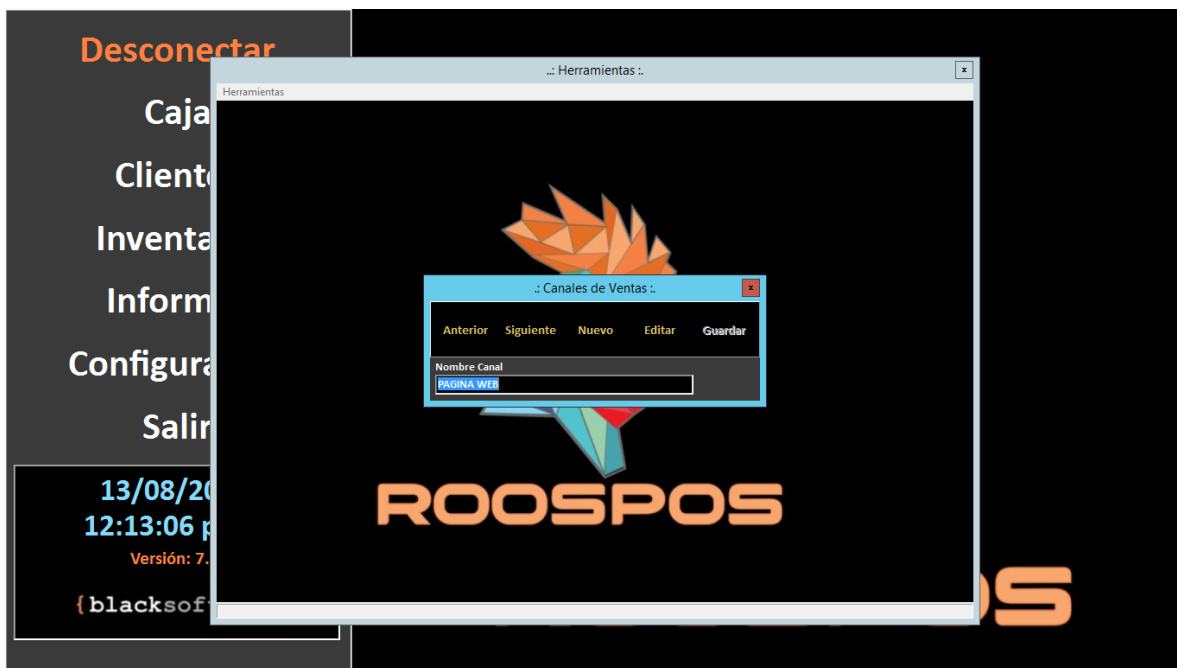 Desconectar
Caja
Client
Inventa
Inform
Configura
Salir
13/08/20
12:13:06 p
Versión: 7.
{blacksof
..: Herramientas :.
x
Herramientas
.: Canales de Ventas :.
x
Anterior Siguiente Nuevo Editar Guardar
Nombre Canal
PAGINA WEB
ROOSPOS